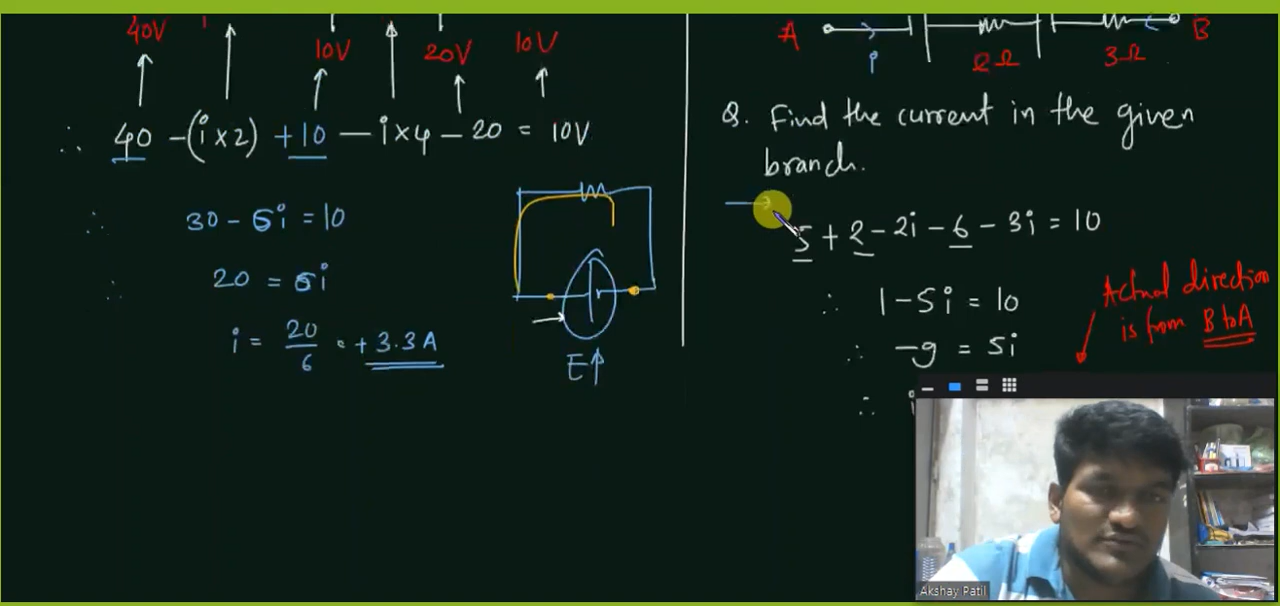 40V
10V
20V
10V
∴ 40 -(i×2) +10 -i×4 -20 = 10V
∴ 30 - 6i = 10
∴ 20 = 6i
i = 20/6 = +3.3A
E↑
A
i
2Ω
3Ω
B
Q. Find the current in the given
branch.
5 + 2 - 2i - 6 - 3i = 10
∴ 1 - 5i = 10
∴ -9 = 5i
∴ i
Actual direction
is from B to A
Akshay Patil